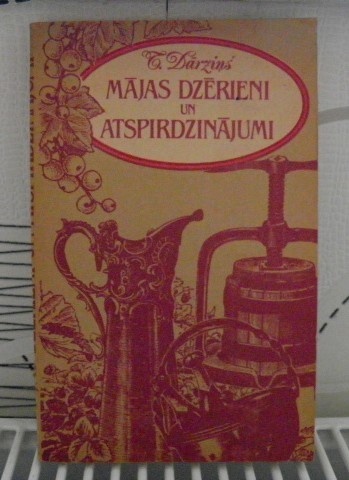 T. Dārziņš
MĀJAS DZĒRIENI
UN
ATSPIRDZINĀJUMI